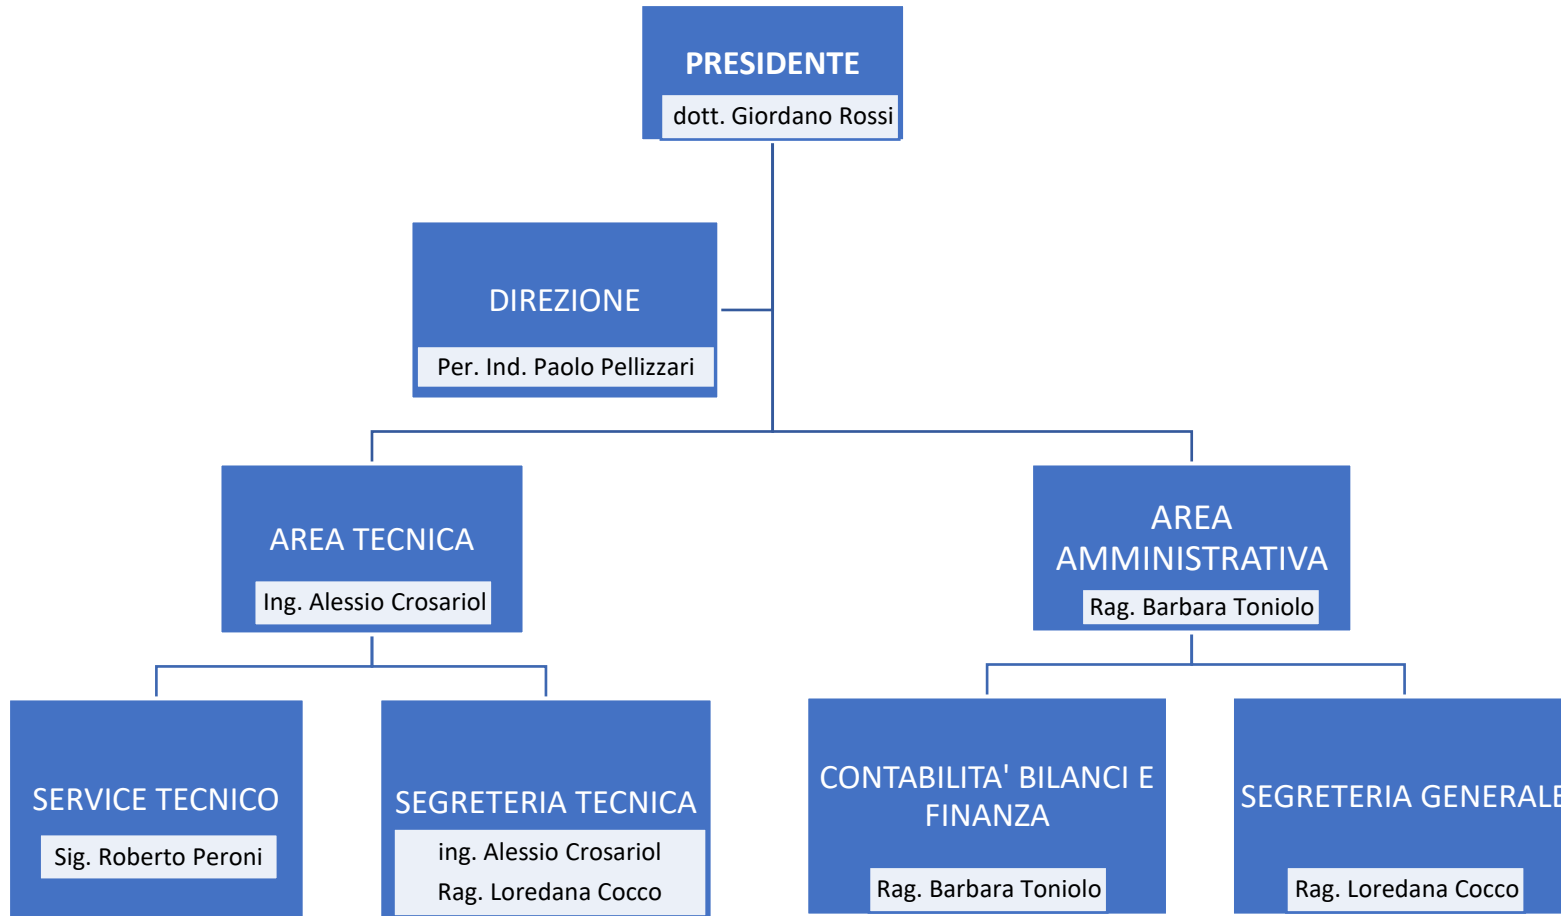 PRESIDENTE
dott. Giordano Rossi
DIREZIONE
Per. Ind. Paolo Pellizzari
AREA TECNICA
Ing. Alessio Crosariol
AREA
AMMINISTRATIVA
Rag. Barbara Toniolo
SERVICE TECNICO
Sig. Roberto Peroni
SEGRETERIA TECNICA
ing. Alessio Crosariol
Rag. Loredana Cocco
CONTABILITA' BILANCI E
FINANZA
Rag. Barbara Toniolo
SEGRETERIA GENERALE
Rag. Loredana Cocco